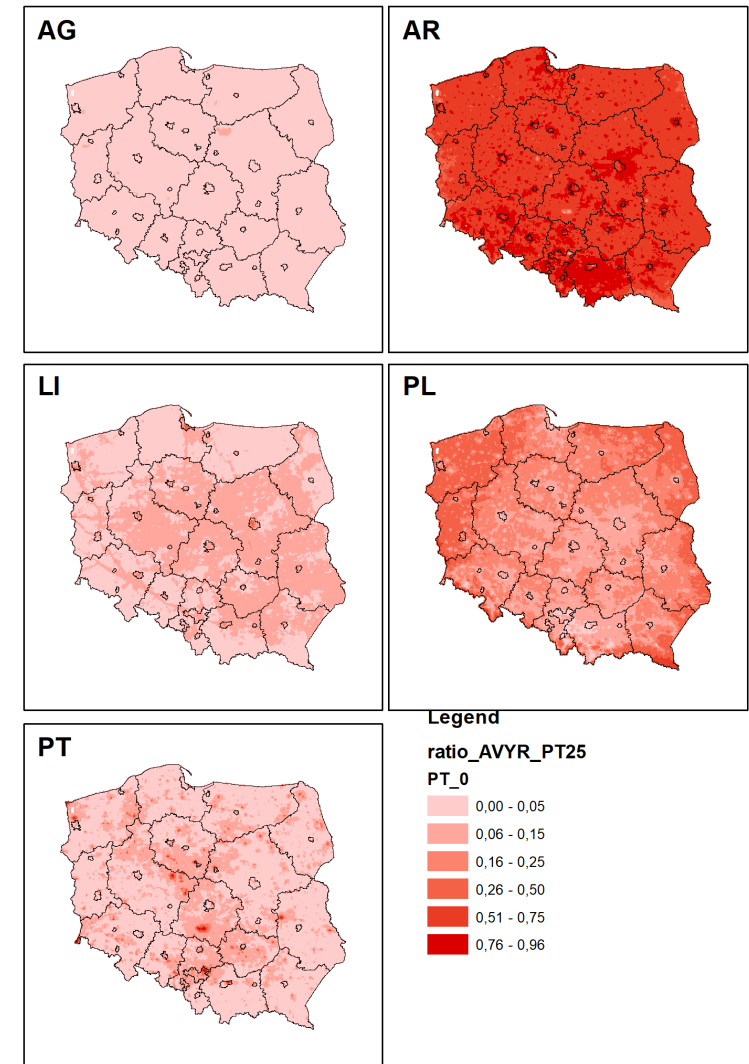 AG
AR
LI
PL
PT
Legend
ratio_AVYR_PT25
PT_0
0,00 - 0,05
0,06 - 0,15
0,16 - 0,25
0,26 - 0,50
0,51 - 0,75
0,76 - 0,96